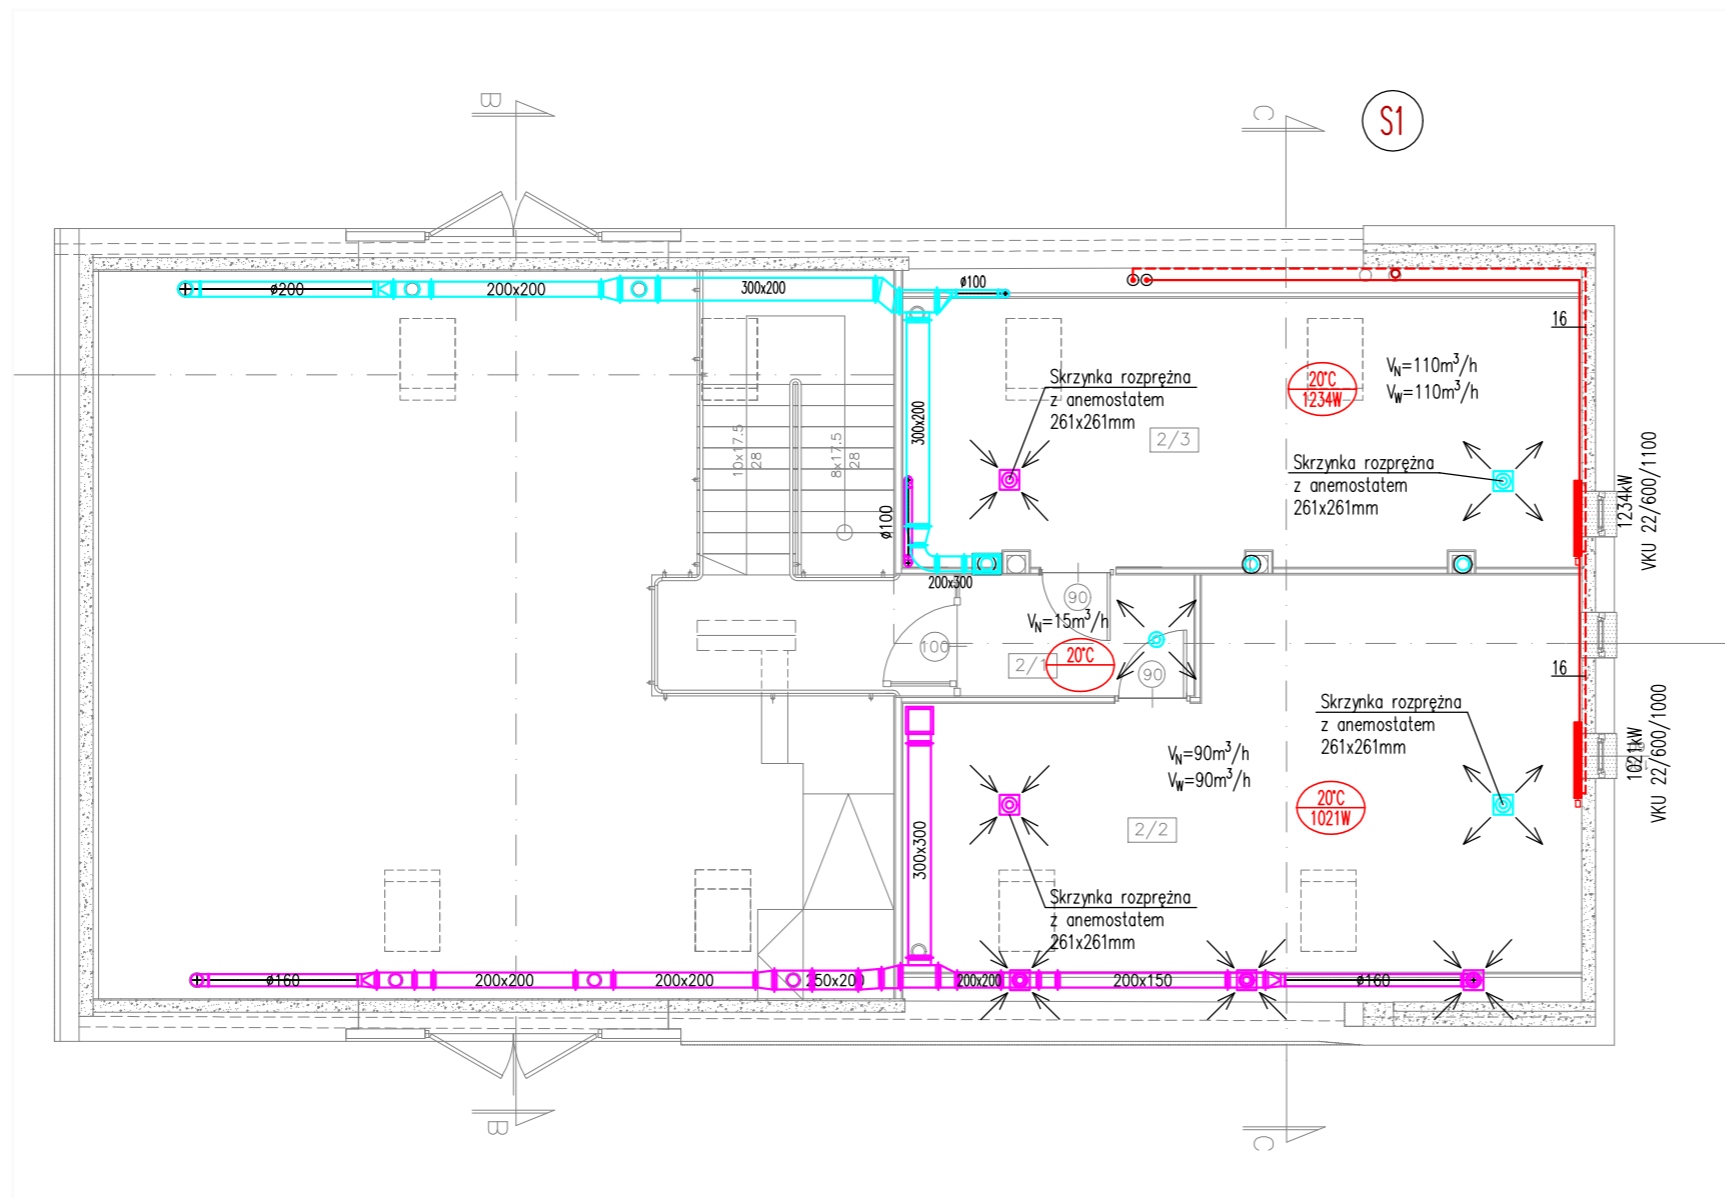 B
C
S1
ø200
200x200
300x200
ø100
16
Skrzynka rozprężna
z anemostatem
261x261mm
20°C
1234W
V_N=110m³/h
V_W=110m³/h
2/3
300x200
10x17.5
28
8x17.5
28
Skrzynka rozprężna
z anemostatem
261x261mm
1234kW
VKU 22/600/1100
ø100
200x300
90
V_N=15m³/h
100
2/1
20°C
90
16
Skrzynka rozprężna
z anemostatem
261x261mm
1021kW
VKU 22/600/1000
V_N=90m³/h
V_W=90m³/h
20°C
1021W
2/2
300x300
Skrzynka rozprężna
z anemostatem
261x261mm
ø160
200x200
200x200
250x200
200x200
200x150
ø160
B
C